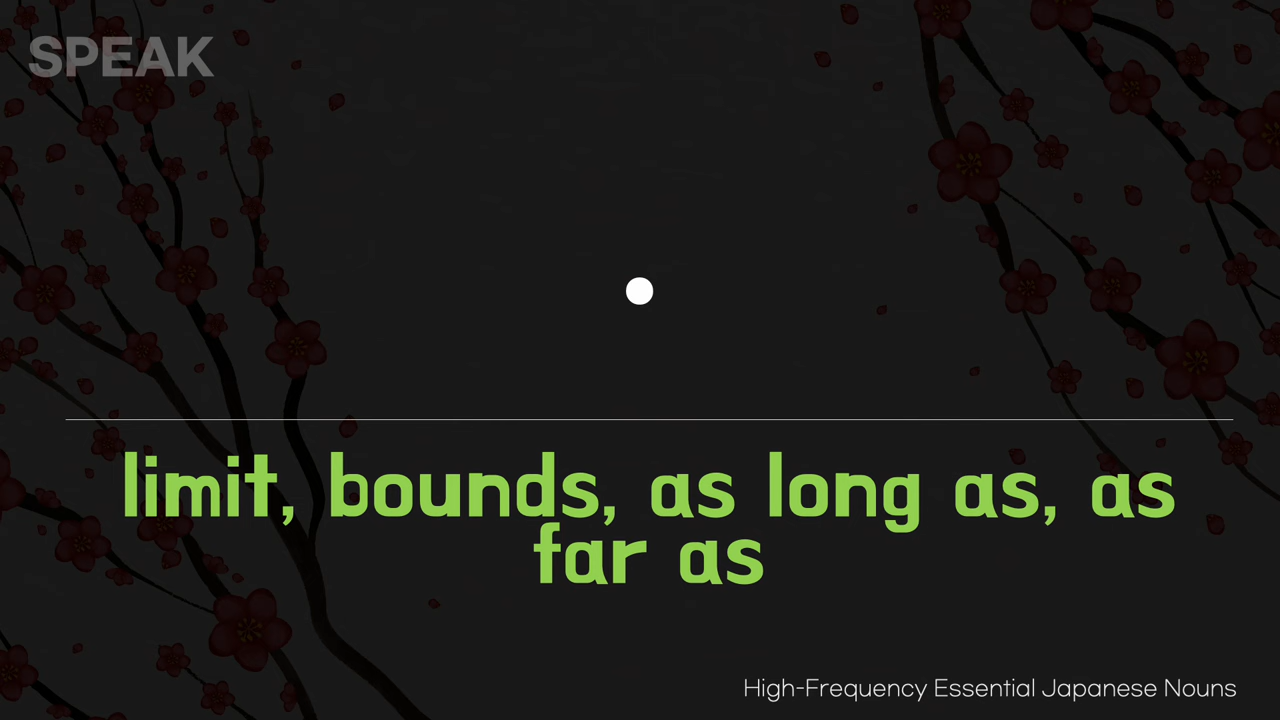 SPEAK
limit, bounds, as long as, as
far as
High-Frequency Essential Japanese Nouns